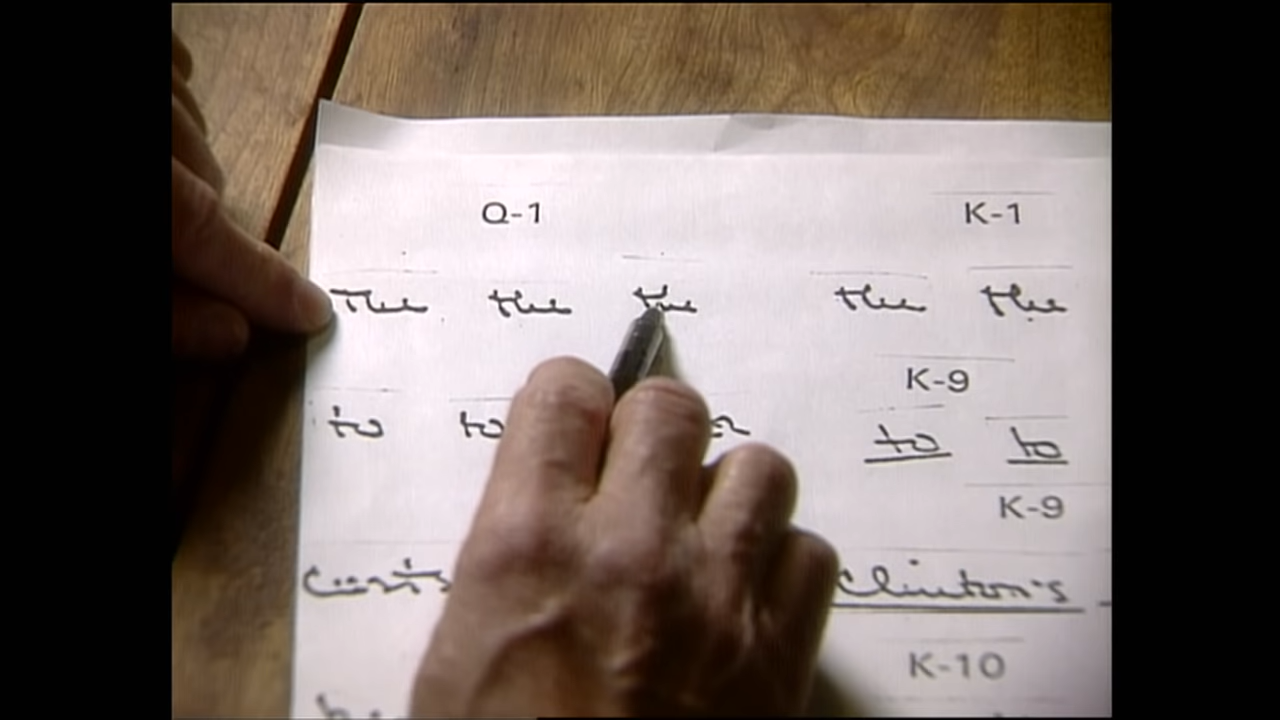 Q-1 K-1
The the the the the
K-9
to to to to
K-9
Clinton's
K-10